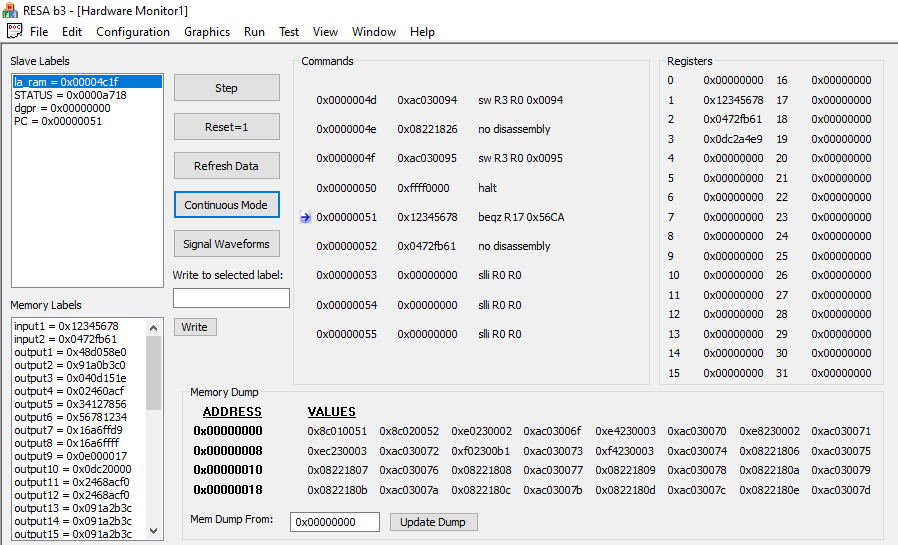 RESA b3 - [Hardware Monitor1]
File Edit Configuration Graphics Run Test View Window Help
Slave Labels
la_ram = 0x00004c1f
STATUS = 0x0000a718
dgpr = 0x00000000
PC = 0x00000051
Step
Reset=1
Refresh Data
Continuous Mode
Signal Waveforms
Write to selected label:
Write
Commands
0x0000004d 0xac030094 sw R3 R0 0x0094
0x0000004e 0x08221826 no disassembly
0x0000004f 0xac030095 sw R3 R0 0x0095
0x00000050 0xffff0000 halt
0x00000051 0x12345678 beqz R17 0x56CA
0x00000052 0x0472fb61 no disassembly
0x00000053 0x00000000 slli R0 R0
0x00000054 0x00000000 slli R0 R0
0x00000055 0x00000000 slli R0 R0
Registers
0 0x00000000 16 0x00000000
1 0x12345678 17 0x00000000
2 0x0472fb61 18 0x00000000
3 0x0dc2a4e9 19 0x00000000
4 0x00000000 20 0x00000000
5 0x00000000 21 0x00000000
6 0x00000000 22 0x00000000
7 0x00000000 23 0x00000000
8 0x00000000 24 0x00000000
9 0x00000000 25 0x00000000
10 0x00000000 26 0x00000000
11 0x00000000 27 0x00000000
12 0x00000000 28 0x00000000
13 0x00000000 29 0x00000000
14 0x00000000 30 0x00000000
15 0x00000000 31 0x00000000
Memory Labels
input1 = 0x12345678
input2 = 0x0472fb61
output1 = 0x48d058e0
output2 = 0x91a0b3c0
output3 = 0x040d151e
output4 = 0x02460acf
output5 = 0x34127856
output6 = 0x56781234
output7 = 0x16a6ffd9
output8 = 0x16a6ffff
output9 = 0x0e000017
output10 = 0x0dc20000
output11 = 0x2468acf0
output12 = 0x2468acf0
output13 = 0x091a2b3c
output14 = 0x091a2b3c
output15 = 0x091a2b3c
Memory Dump
ADDRESS VALUES
0x00000000 0x8c010051 0x8c020052 0xe0230002 0xac03006f 0xe4230003 0xac030070 0xe8230002 0xac030071
0x00000008 0xec230003 0xac030072 0xf02300b1 0xac030073 0xf4230003 0xac030074 0x08221806 0xac030075
0x00000010 0x08221807 0xac030076 0x08221808 0xac030077 0x08221809 0xac030078 0x0822180a 0xac030079
0x00000018 0x0822180b 0xac03007a 0x0822180c 0xac03007b 0x0822180d 0xac03007c 0x0822180e 0xac03007d
Mem Dump From: 0x00000000 Update Dump